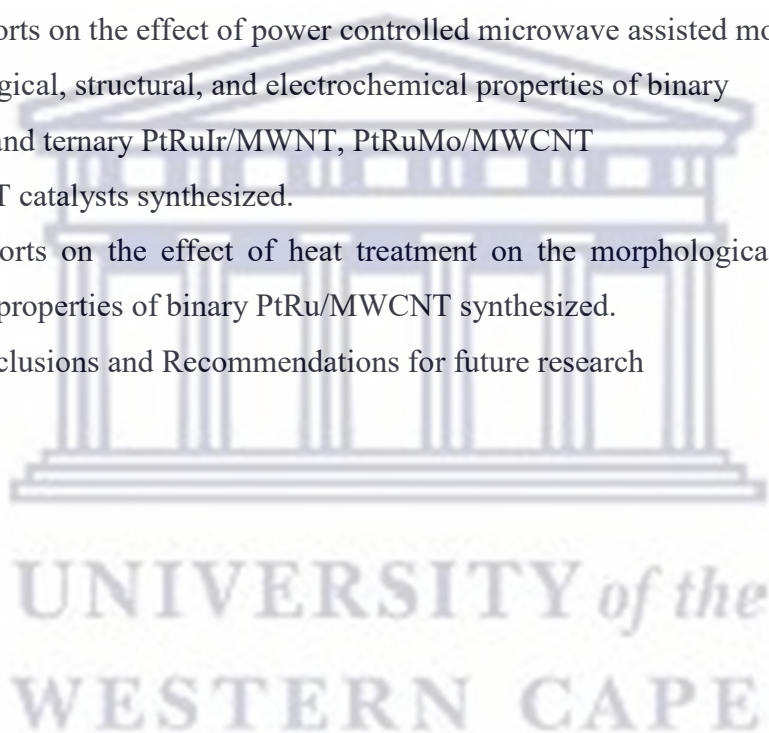 orts on the effect of power controlled microwave assisted mo
gical, structural, and electrochemical properties of binary
and ternary PtRuIr/MWNT, PtRuMo/MWCNT
T catalysts synthesized.
orts on the effect of heat treatment on the morphologica
properties of binary PtRu/MWCNT synthesized.
clusions and Recommendations for future research
UNIVERSITY of the
WESTERN CAPE